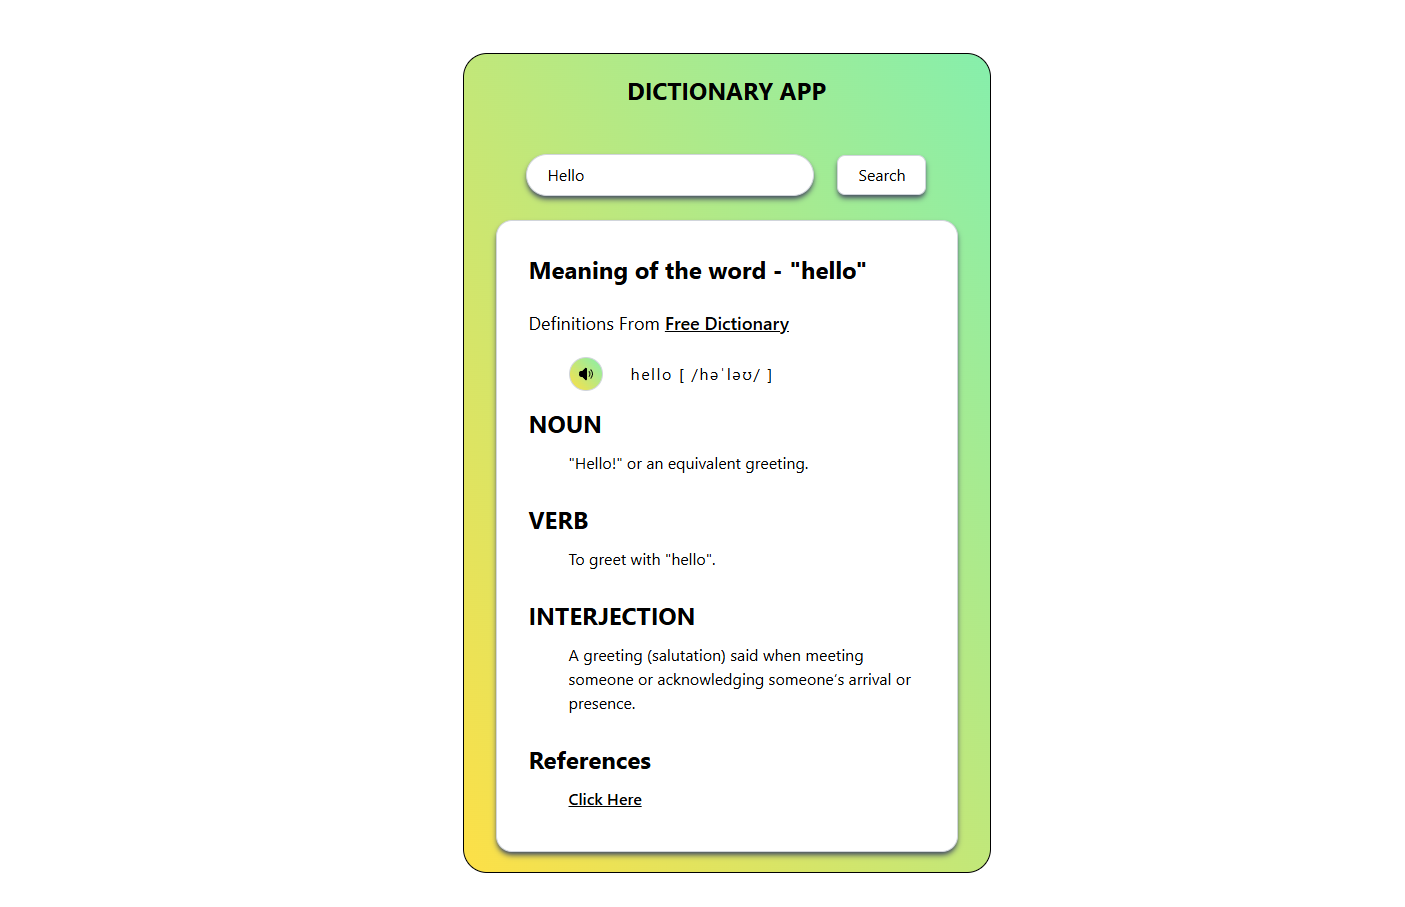 DICTIONARY APP
Hello
Search
Meaning of the word - "hello"
Definitions From Free Dictionary
hello [ /həˈləʊ/ ]
NOUN
"Hello!" or an equivalent greeting.
VERB
To greet with "hello".
INTERJECTION
A greeting (salutation) said when meeting
someone or acknowledging someone’s arrival or
presence.
References
Click Here